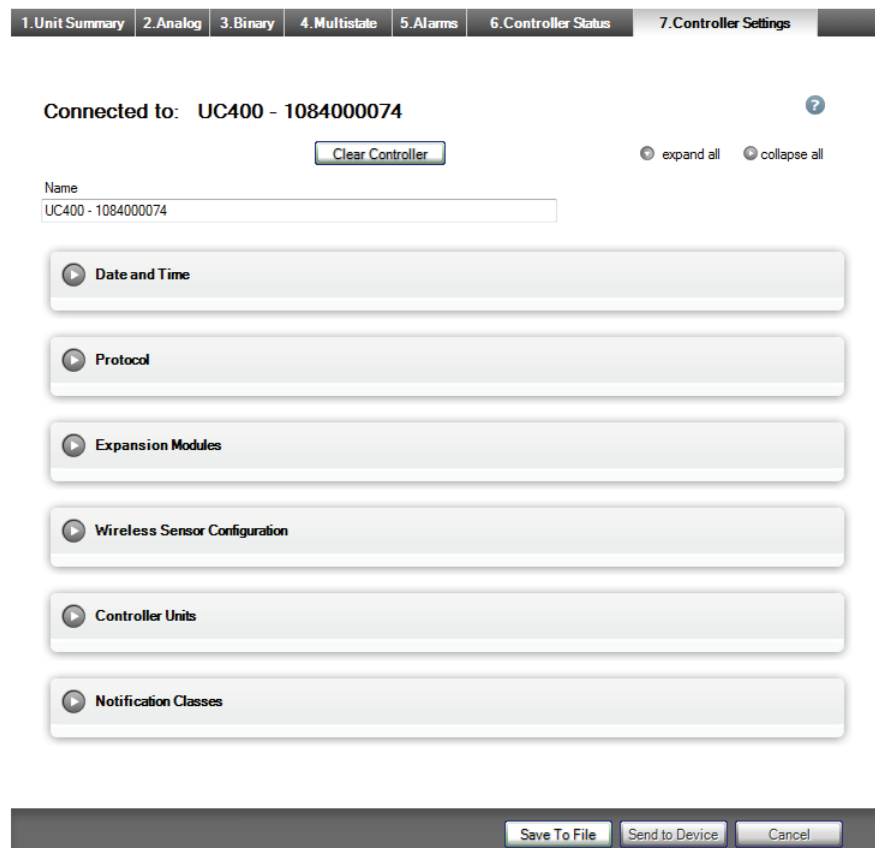 1.Unit Summary 2.Analog 3.Binary 4.Multistate 5.Alarms 6.Controller Status 7.Controller Settings
Connected to: UC400 - 1084000074 ?
Clear Controller expand all collapse all
Name
UC400 - 1084000074
Date and Time
Protocol
Expansion Modules
Wireless Sensor Configuration
Controller Units
Notification Classes
Save To File Send to Device Cancel